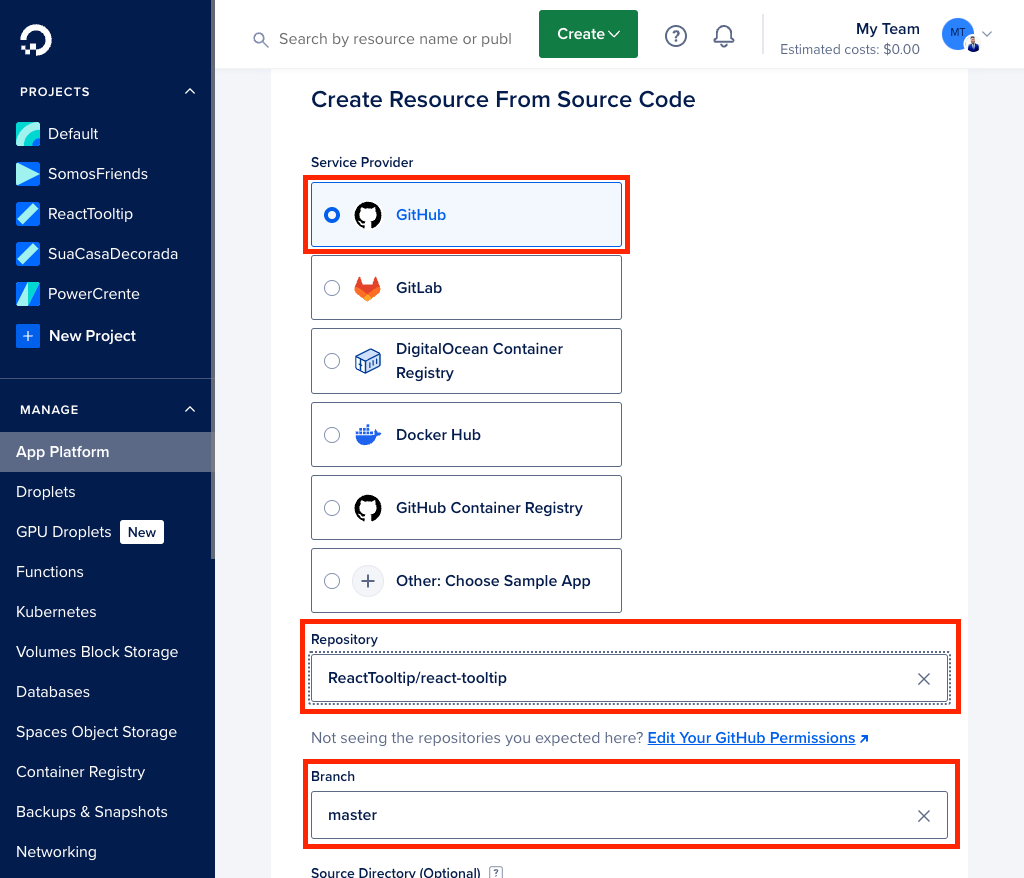 PROJECTS
Default
SomosFriends
ReactTooltip
SuaCasaDecorada
PowerCrente
+ New Project
MANAGE
App Platform
Droplets
GPU Droplets New
Functions
Kubernetes
Volumes Block Storage
Databases
Spaces Object Storage
Container Registry
Backups & Snapshots
Networking
Search by resource name or publ
Create
?
My Team
Estimated costs: $0.00
MT
Create Resource From Source Code
Service Provider
GitHub
GitLab
DigitalOcean Container
Registry
Docker Hub
GitHub Container Registry
Other: Choose Sample App
Repository
ReactTooltip/react-tooltip
Not seeing the repositories you expected here? Edit Your GitHub Permissions
Branch
master
Source Directory (Optional) ?